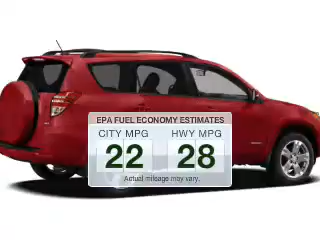 EPA FUEL ECONOMY ESTIMATES
CITY MPG HWY MPG
22 28
Actual mileage may vary.